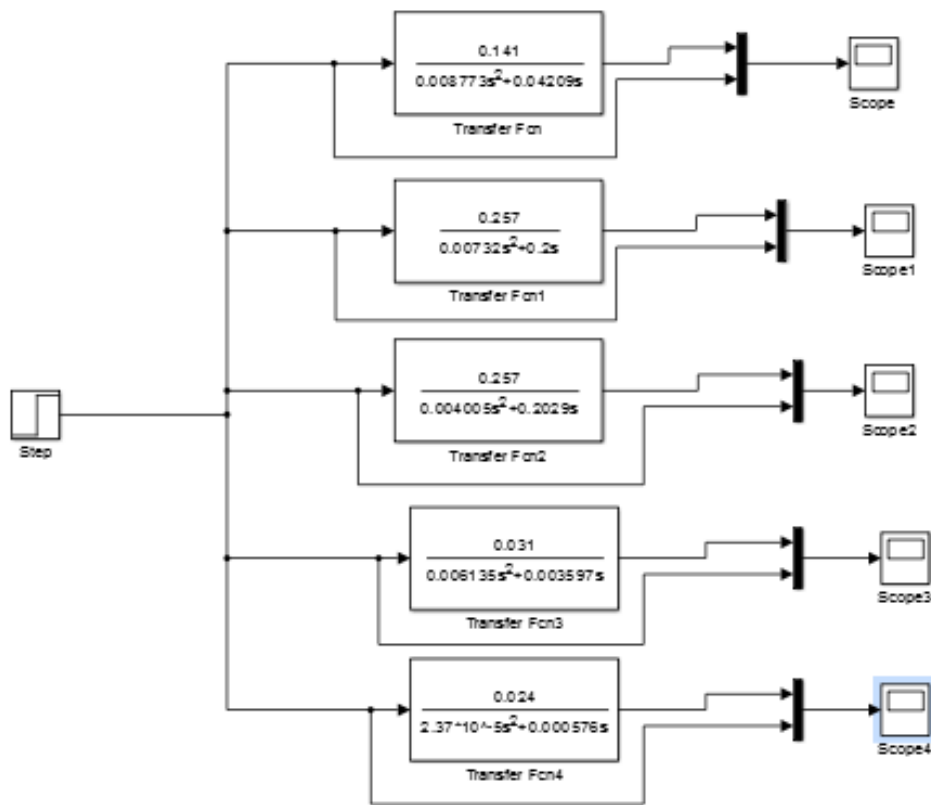 0.141
0.008773s²+0.04209s
Transfer Fcn
Scope
0.257
0.00732s²+0.2s
Transfer Fcn1
Scope1
0.257
0.004005s²+0.2029s
Transfer Fcn2
Scope2
Step
0.031
0.006135s²+0.003597s
Transfer Fcn3
Scope3
0.024
2.37*10^-5s²+0.000576s
Transfer Fcn4
Scope4